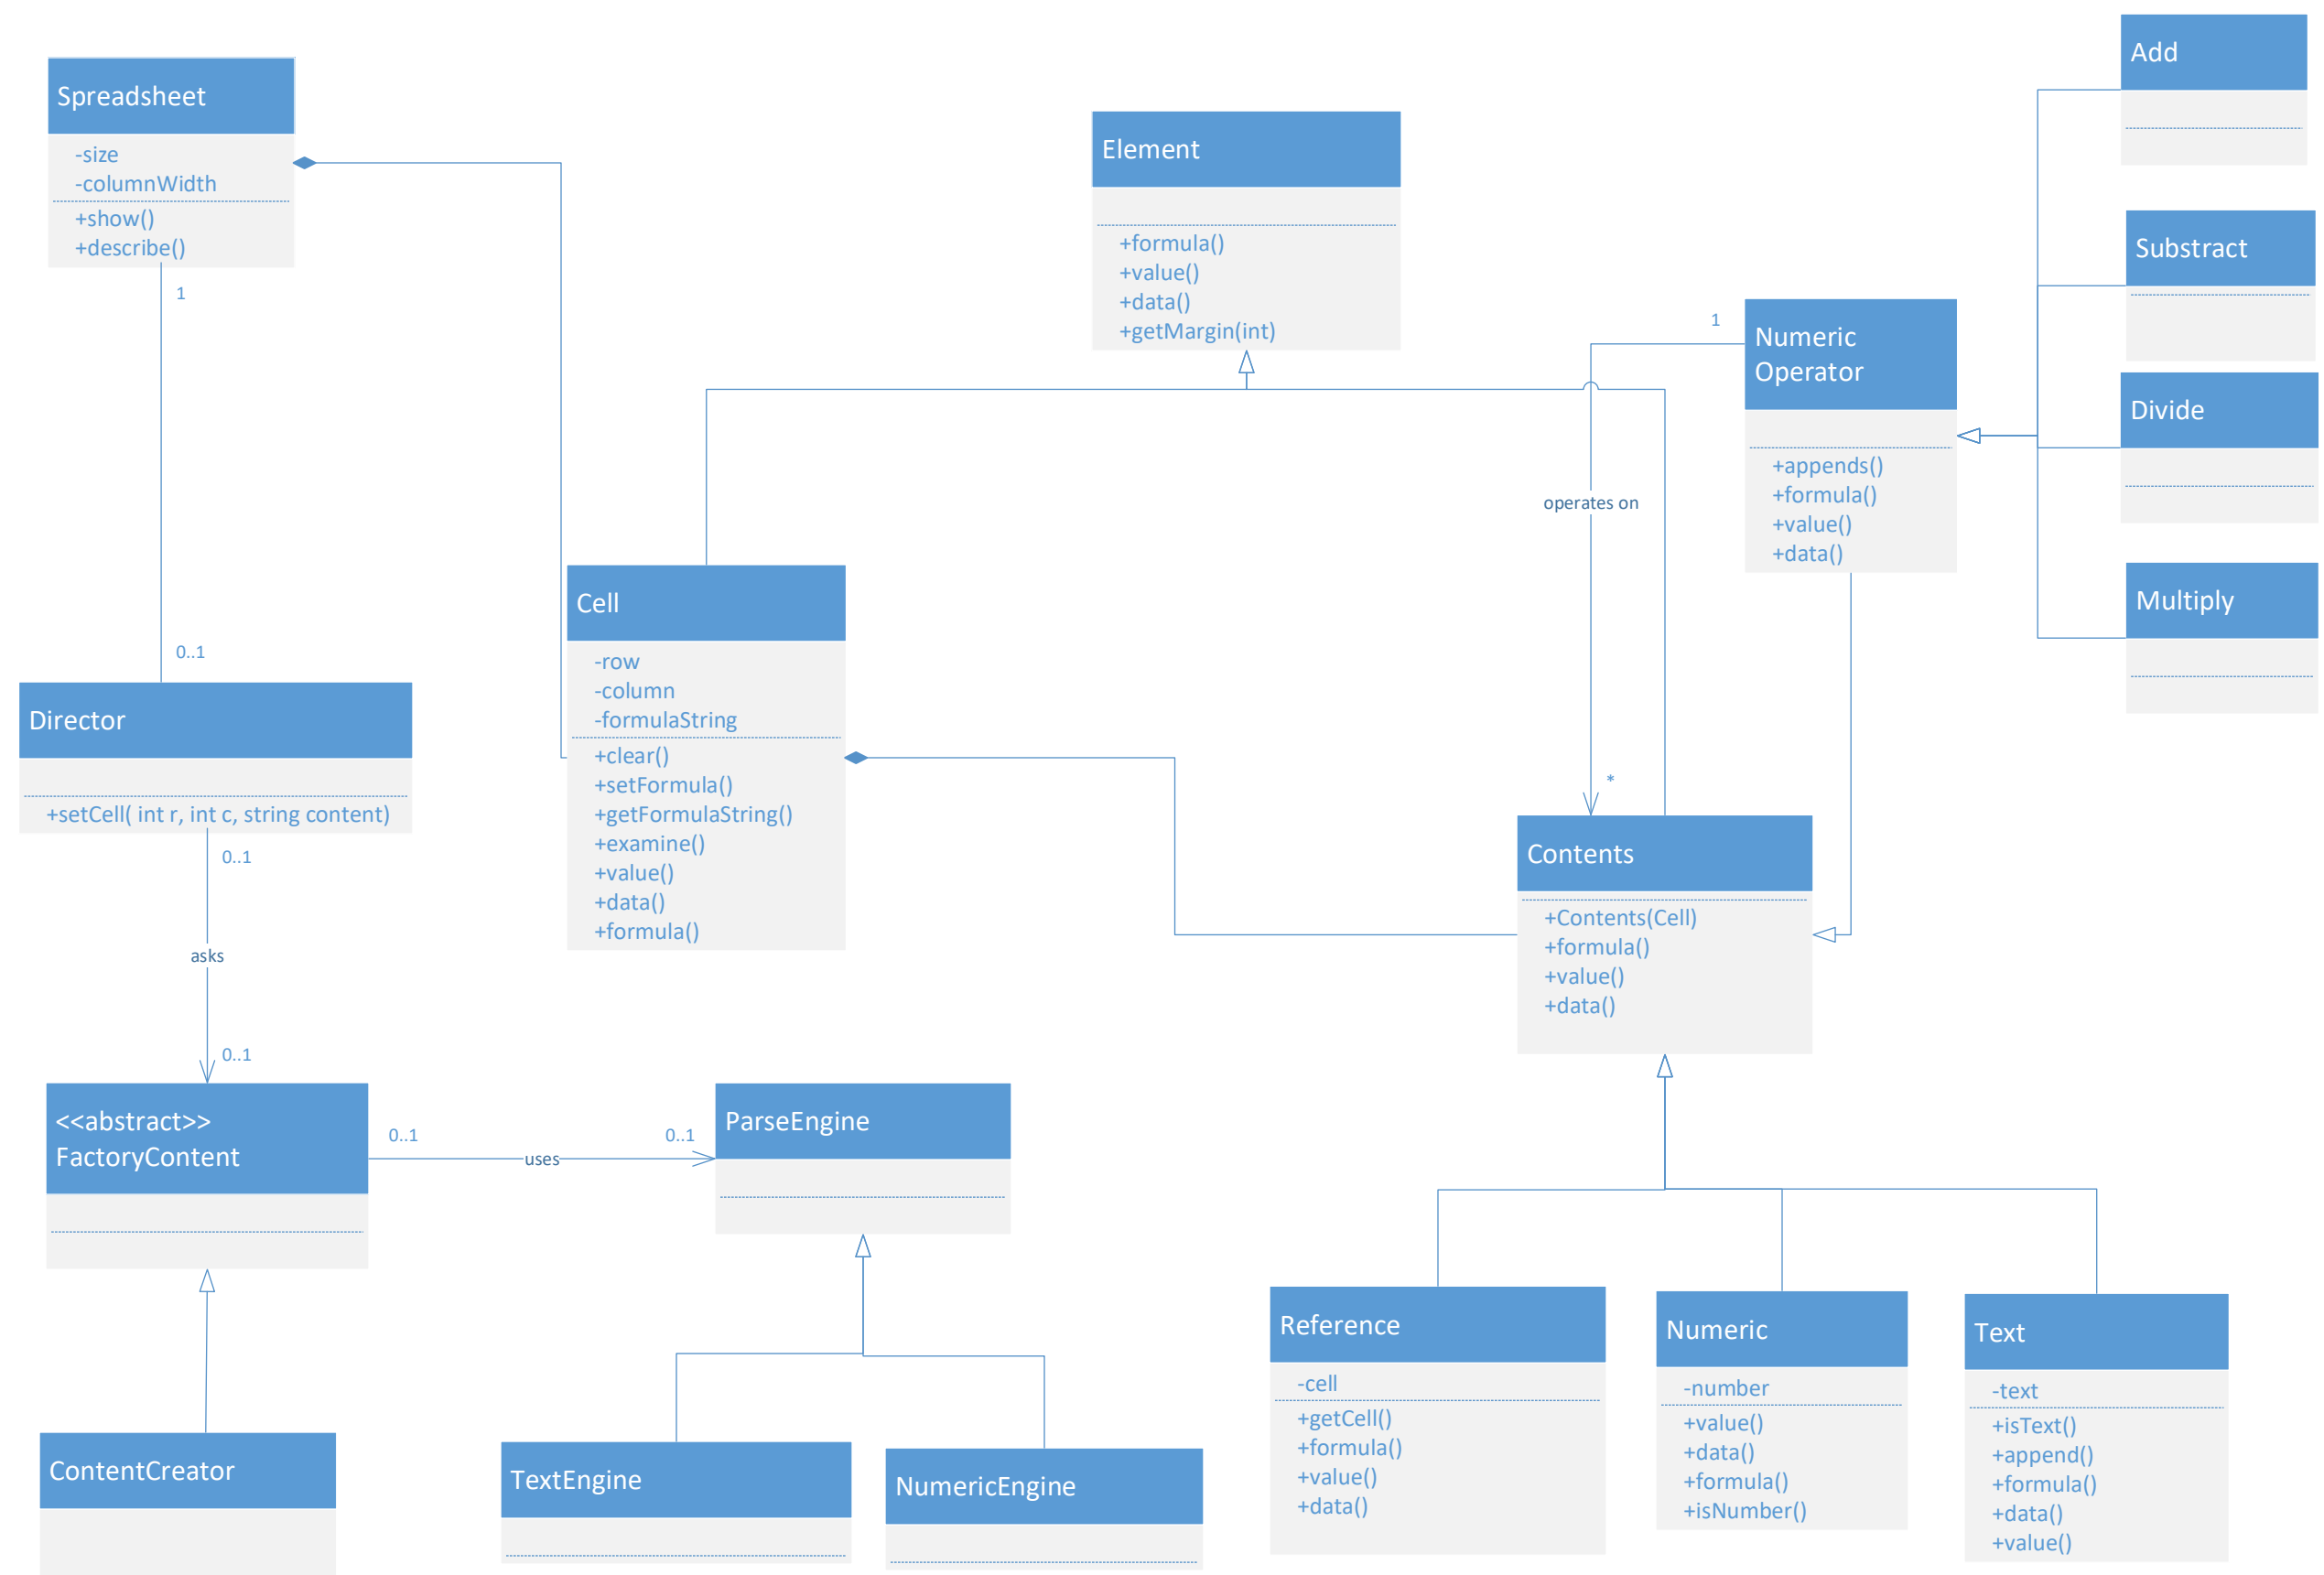 Spreadsheet
-size
-columnWidth
+show()
+describe()
1
0..1
Director
+setCell( int r, int c, string content)
0..1
asks
0..1
<<abstract>>
FactoryContent
0..1
uses
0..1
ParseEngine
ContentCreator
TextEngine
NumericEngine
Element
+formula()
+value()
+data()
+getMargin(int)
Cell
-row
-column
-formulaString
+clear()
+setFormula()
+getFormulaString()
+examine()
+value()
+data()
+formula()
1
operates on
*
Numeric
Operator
+appends()
+formula()
+value()
+data()
Add
Substract
Divide
Multiply
Contents
+Contents(Cell)
+formula()
+value()
+data()
Reference
-cell
+getCell()
+formula()
+value()
+data()
Numeric
-number
+value()
+data()
+formula()
+isNumber()
Text
-text
+isText()
+append()
+formula()
+data()
+value()